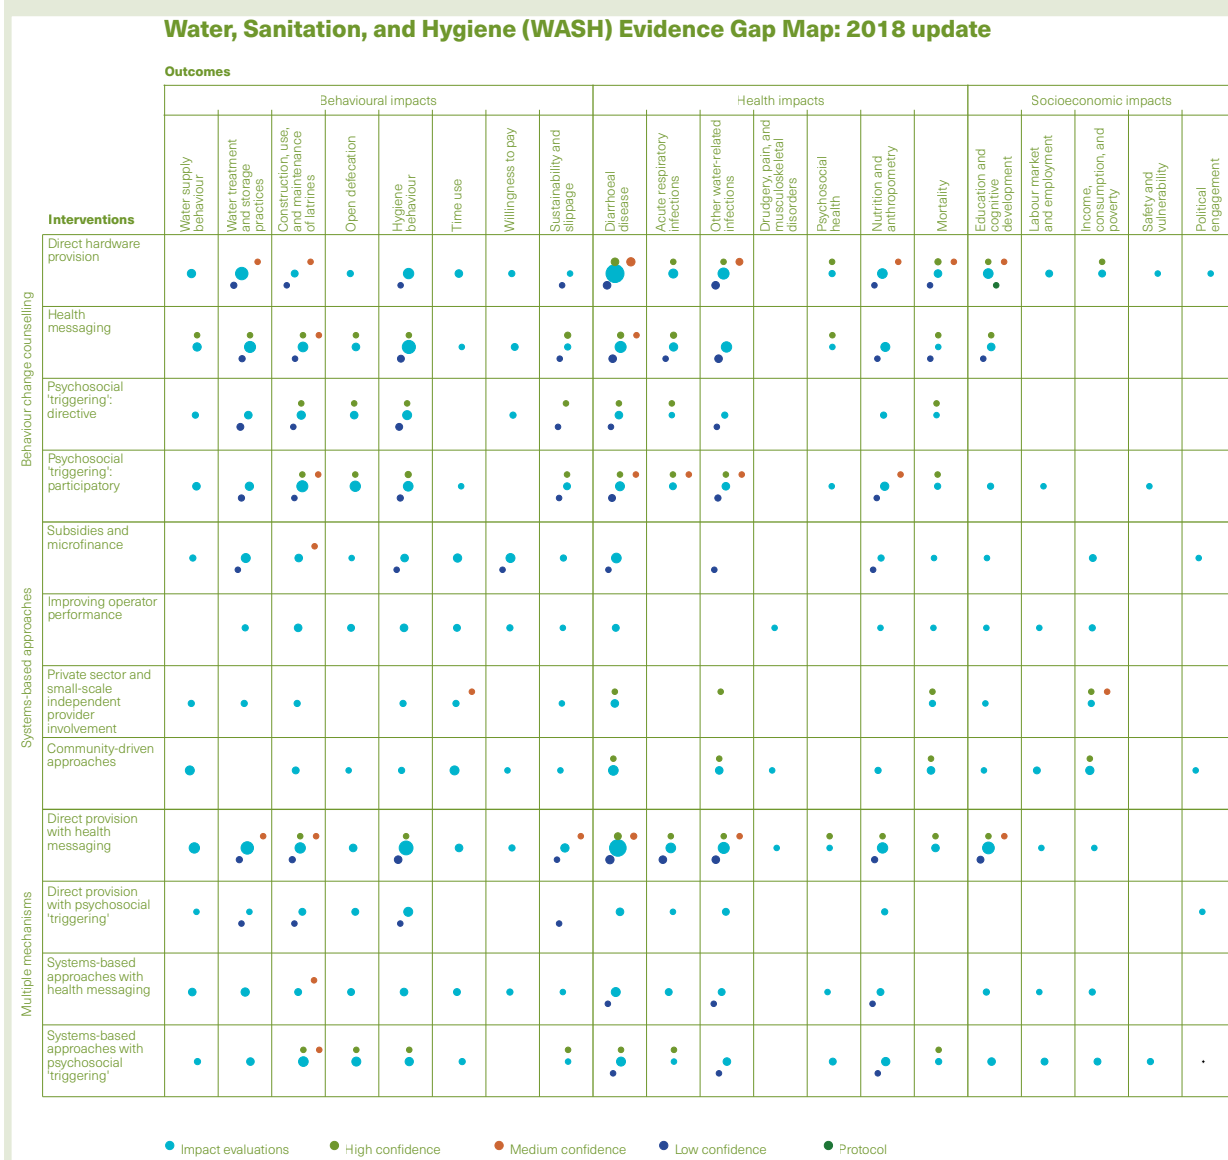 Water, Sanitation, and Hygiene (WASH) Evidence Gap Map: 2018 update
Outcomes
Behavioural impacts
Health impacts
Socioeconomic impacts
Interventions
Water supply
behaviour
Water treatment
and storage
practices
Construction, use,
and maintenance
of latrines
Open defecation
Hygiene
behaviour
Time use
Willingness to pay
Sustainability and
slippage
Diarrhoeal
disease
Acute respiratory
infections
Other water-related
infections
Drudgery, pain, and
musculoskeletal
disorders
Psychosocial
health
Nutrition and
anthropometry
Mortality
Education and
cognitive
development
Labour market
and employment
Income,
consumption, and
poverty
Safety and
vulnerability
Political
engagement
Behaviour change counselling
Direct hardware
provision
Health
messaging
Psychosocial
'triggering':
directive
Psychosocial
'triggering':
participatory
Systems-based approaches
Subsidies and
microfinance
Improving operator
performance
Private sector and
small-scale
independent
provider
involvement
Community-driven
approaches
Multiple mechanisms
Direct provision
with health
messaging
Direct provision
with psychosocial
'triggering'
Systems-based
approaches with
health messaging
Systems-based
approaches with
psychosocial
'triggering'
Impact evaluations
High confidence
Medium confidence
Low confidence
Protocol